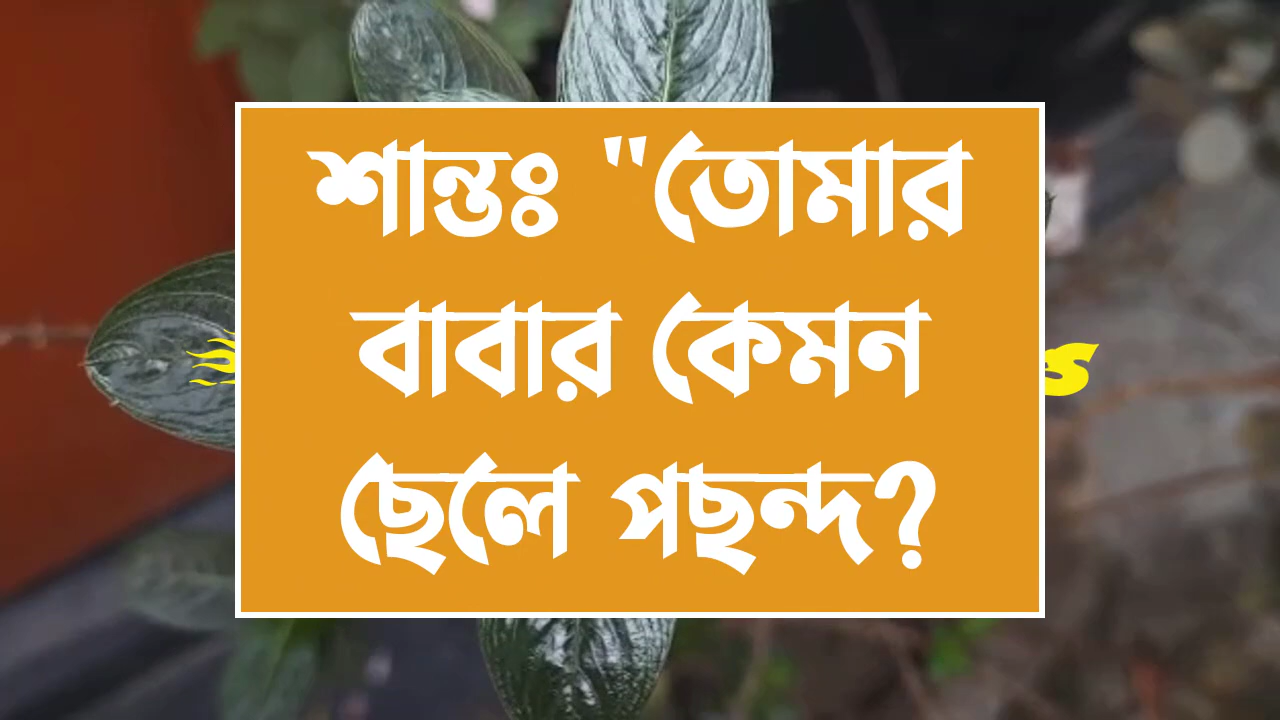 শান্তঃ "তোমার
বাবার কেমন
ছেলে পছন্দ?